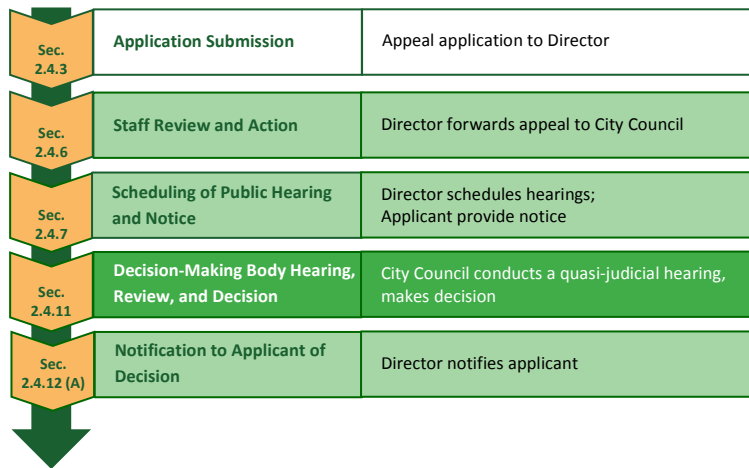 Sec.
2.4.3
Application Submission
Appeal application to Director
Sec.
2.4.6
Staff Review and Action
Director forwards appeal to City Council
Sec.
2.4.7
Scheduling of Public Hearing
and Notice
Director schedules hearings;
Applicant provide notice
Sec.
2.4.11
Decision-Making Body Hearing,
Review, and Decision
City Council conducts a quasi-judicial hearing,
makes decision
Sec.
2.4.12 (A)
Notification to Applicant of
Decision
Director notifies applicant